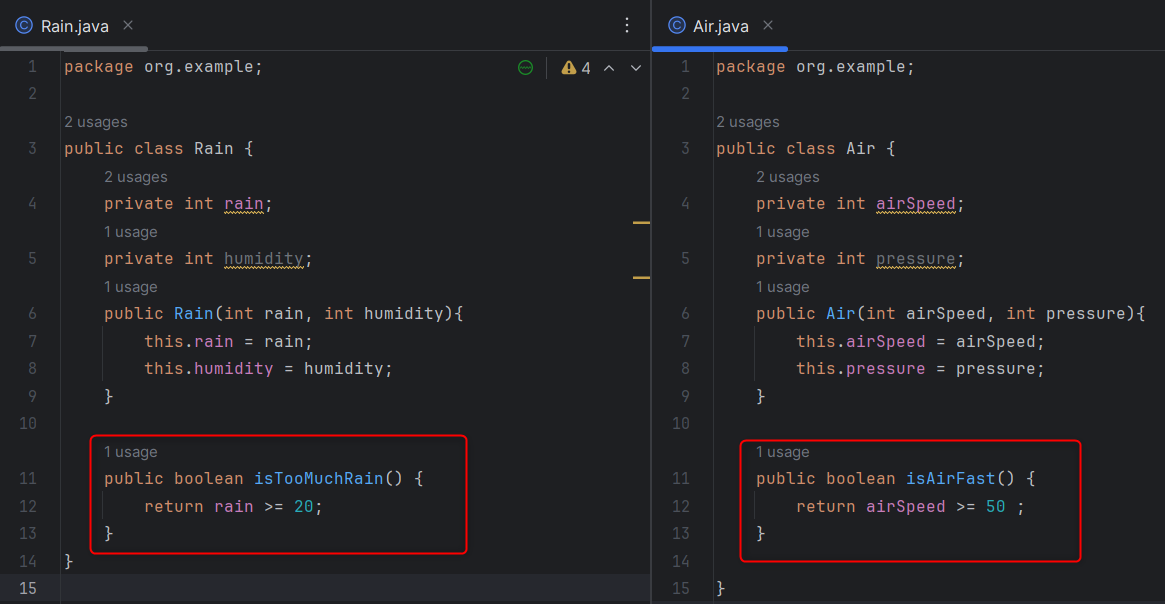 Rain.java
1 package org.example; 4
2
2 usages
3 public class Rain {
2 usages
4 private int rain;
1 usage
5 private int humidity;
1 usage
6 public Rain(int rain, int humidity){
7 this.rain = rain;
8 this.humidity = humidity;
9 }
10
1 usage
11 public boolean isTooMuchRain() {
12 return rain >= 20;
13 }
14 }
15
Air.java
1 package org.example;
2
2 usages
3 public class Air {
2 usages
4 private int airSpeed;
1 usage
5 private int pressure;
1 usage
6 public Air(int airSpeed, int pressure){
7 this.airSpeed = airSpeed;
8 this.pressure = pressure;
9 }
10
1 usage
11 public boolean isAirFast() {
12 return airSpeed >= 50 ;
13 }
14
15 }